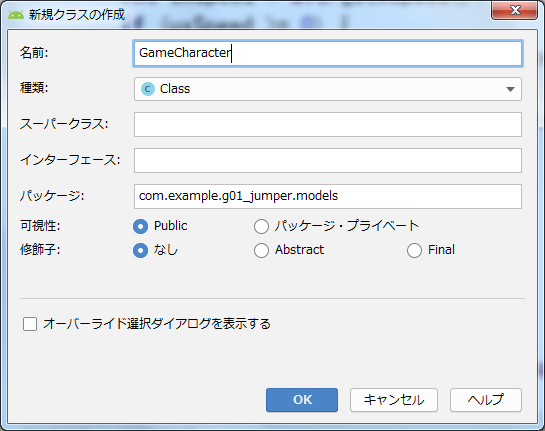 新規クラスの作成
名前: GameCharacter
種類: C Class
スーパークラス:
インターフェース:
パッケージ: com.example.g01_jumper.models
可視性: Public パッケージ・プライベート
修飾子: なし Abstract Final
オーバーライド選択ダイアログを表示する
OK キャンセル ヘルプ